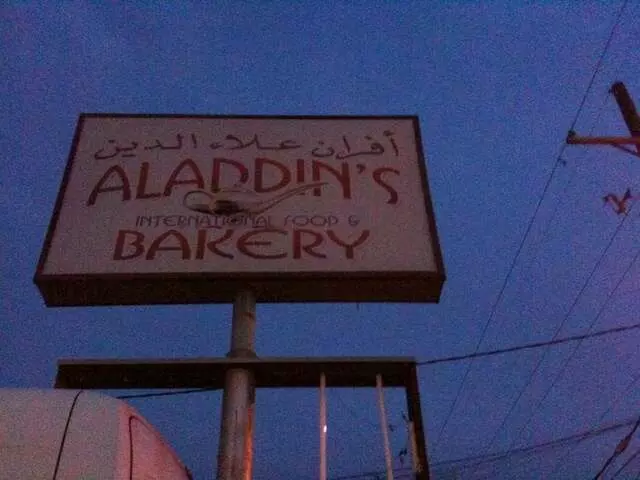 أفران علاء الدين
ALADDIN'S
INTERNATIONAL FOOD &
BAKERY